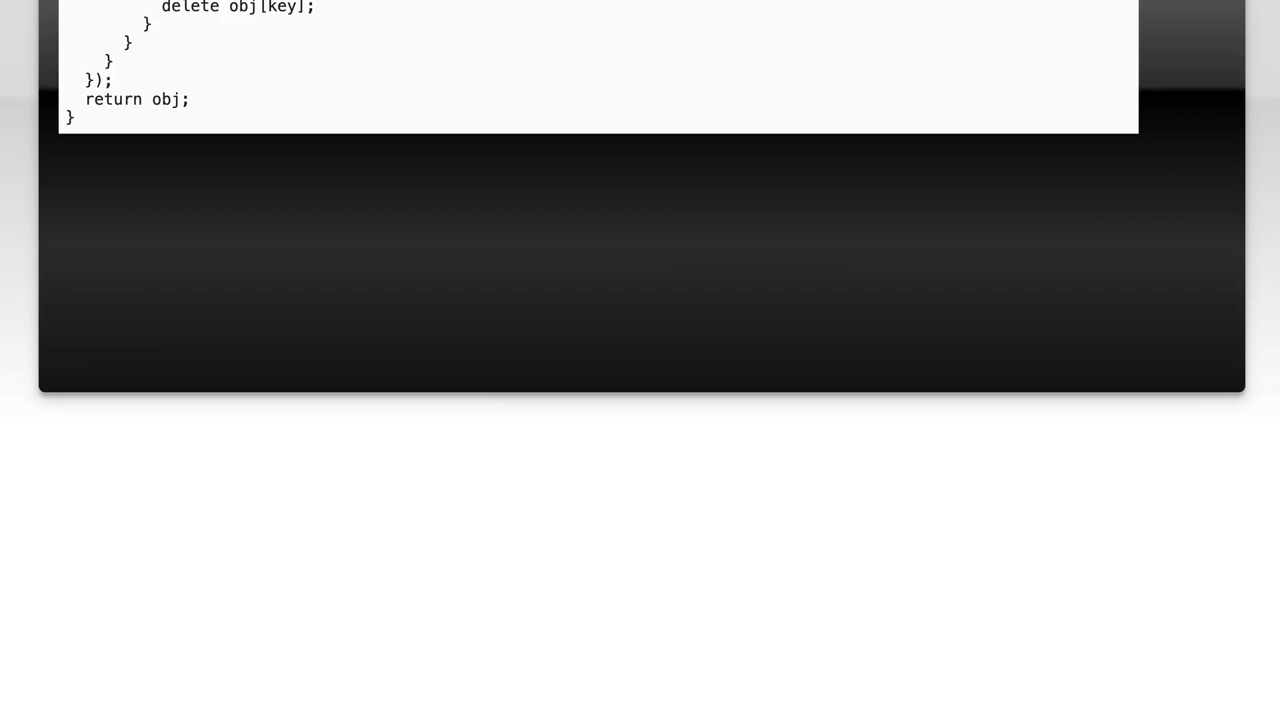 delete obj[key];
}
}
}
});
return obj;
}